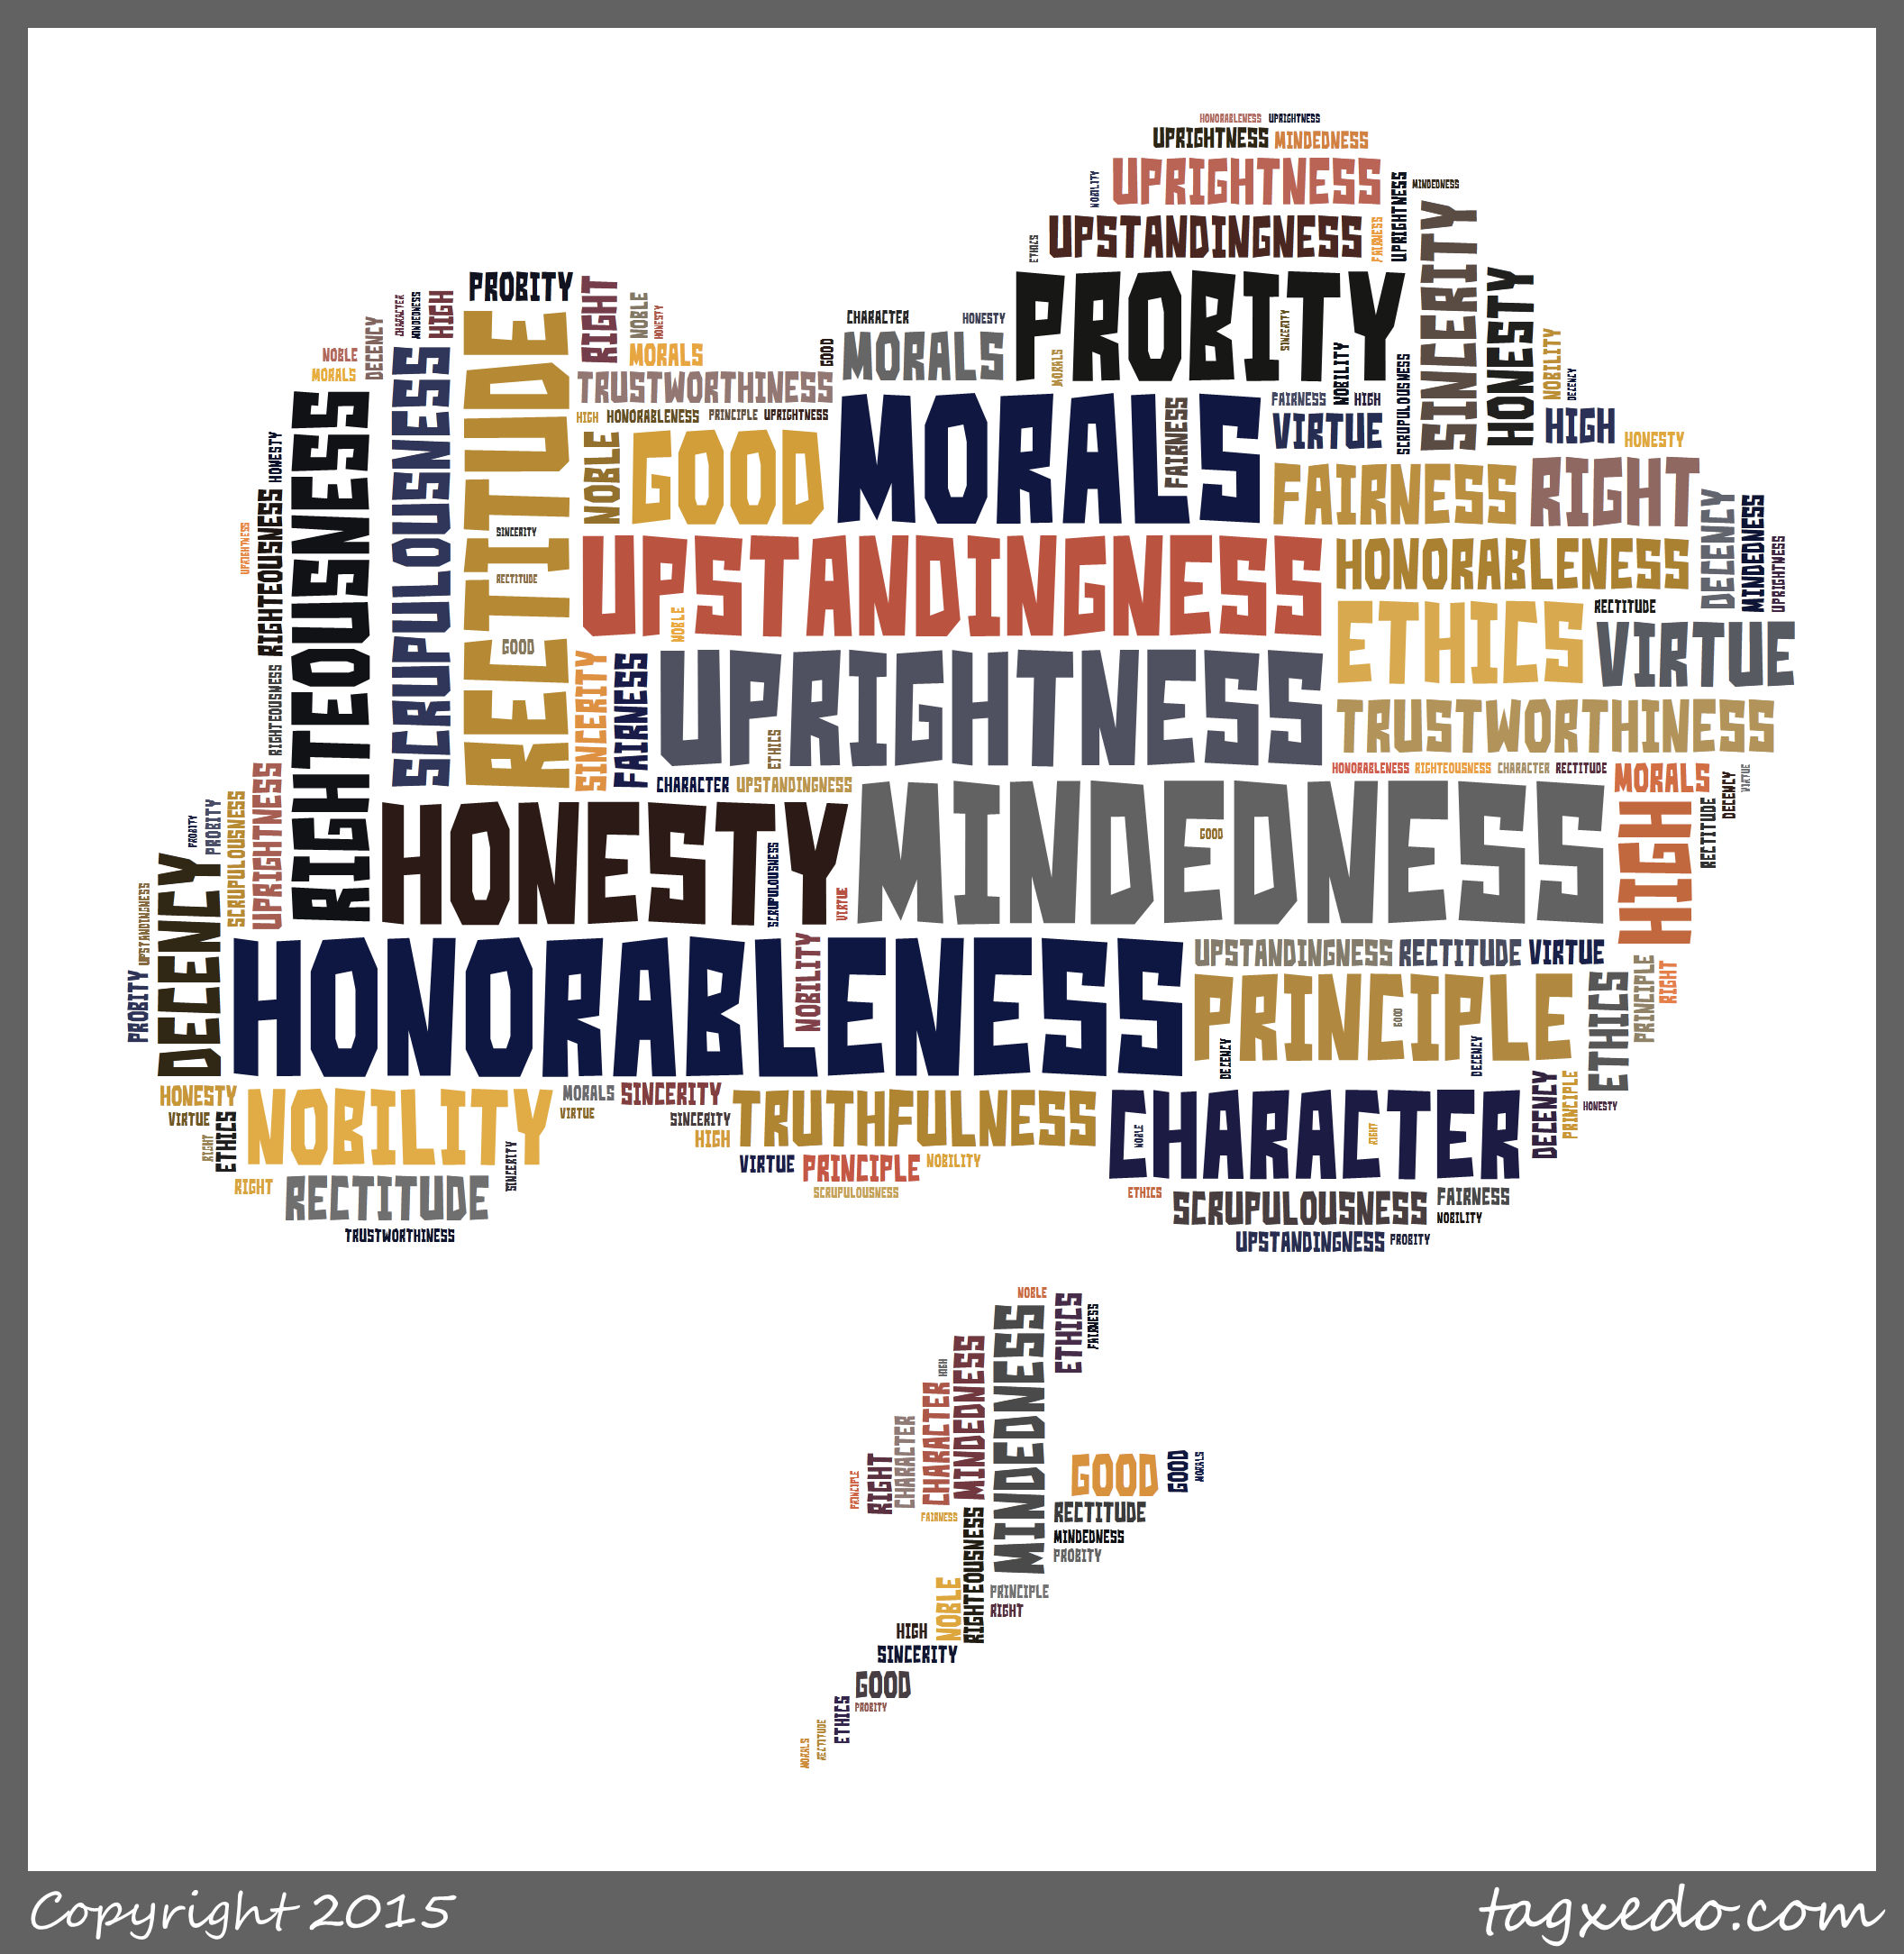 HONORABLENESS UPRIGHTNESS
UPRIGHTNESS MINDEDNESS
NOBILITY UPRIGHTNESS UPRIGHTNESS MINDEDNESS
ETHICS UPSTANDINGNESS FAIRNESS SINCERITY
PROBITY RIGHT NOBLE HONESTY
CHARACTER MINDEDNESS HIGH
PROBITY SINCERITY HONESTY
CHARACTER HONESTY
DECENCY NOBLE MORALS GOOD MORALS MORALS NOBILITY SCRUPULOUSNESS NOBILITY DECENCY
MORALS TRUSTWORTHINESS
RIGHTEOUSNESS SCRUPULOUSNESS RECTITUDE
HIGH HONORABLENESS PRINCIPLE UPRIGHTNESS
FAIRNESS HIGH
NOBLE GOOD MORALS FAIRNESS VIRTUE HIGH HONESTY
HONESTY RIGHTEOUSNESS UPRIGHTNESS
FAIRNESS RIGHT DECENCY MINDEDNESS UPRIGHTNESS
SINCERITY
RECTITUDE
UPSTANDINGNESS HONORABLENESS
GOOD NOBLE ETHICS RECTITUDE
VIRTUE
RIGHTEOUSNESS SINCERITY FAIRNESS UPRIGHTNESS ETHICS
TRUSTWORTHINESS
CHARACTER UPSTANDINGNESS
HONORABLENESS RIGHTEOUSNESS CHARACTER RECTITUDE MORALS DECENCY VIRTUE
PROBITY PROBITY SCRUPULOUSNESS UPRIGHTNESS
HONESTY SCRUPULOUSNESS VIRTUE MINDEDNESS GOOD HIGH RECTITUDE
UPSTANDINGNESS DECENCY PROBITY
HONORABLENESS NOBILITY
UPSTANDINGNESS RECTITUDE VIRTUE
PRINCIPLE GOOD DECENCY DECENCY ETHICS PRINCIPLE RIGHT
HONESTY NOBILITY MORALS SINCERITY TRUTHFULNESS CHARACTER NOBLE RIGHT DECENCY PRINCIPLE HONESTY
VIRTUE VIRTUE SINCERITY
RIGHT ETHICS SINCERITY HIGH
VIRTUE PRINCIPLE NOBILITY
RIGHT RECTITUDE SCRUPULOUSNESS ETHICS SCRUPULOUSNESS FAIRNESS
NOBILITY
TRUSTWORTHINESS UPSTANDINGNESS PROBITY
NOBLE ETHICS FAIRNESS
HIGH MINDEDNESS MINDEDNESS
PRINCIPLE RIGHT CHARACTER CHARACTER
GOOD GOOD MORALS
FAIRNESS RECTITUDE
RIGHTEOUSNESS MINDEDNESS
PROBITY
NOBLE PRINCIPLE
RIGHT
HIGH
SINCERITY
GOOD
ETHICS PROBITY
MORALS RECTITUDE
Copyright 2015 tagxedo.com